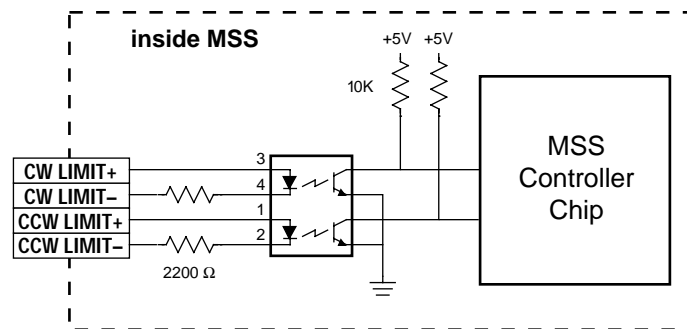 inside MSS
+5V +5V
10K
MSS
Controller
Chip
CW LIMIT+
3
CW LIMIT–
4
CCW LIMIT+
1
CCW LIMIT–
2
2200 Ω